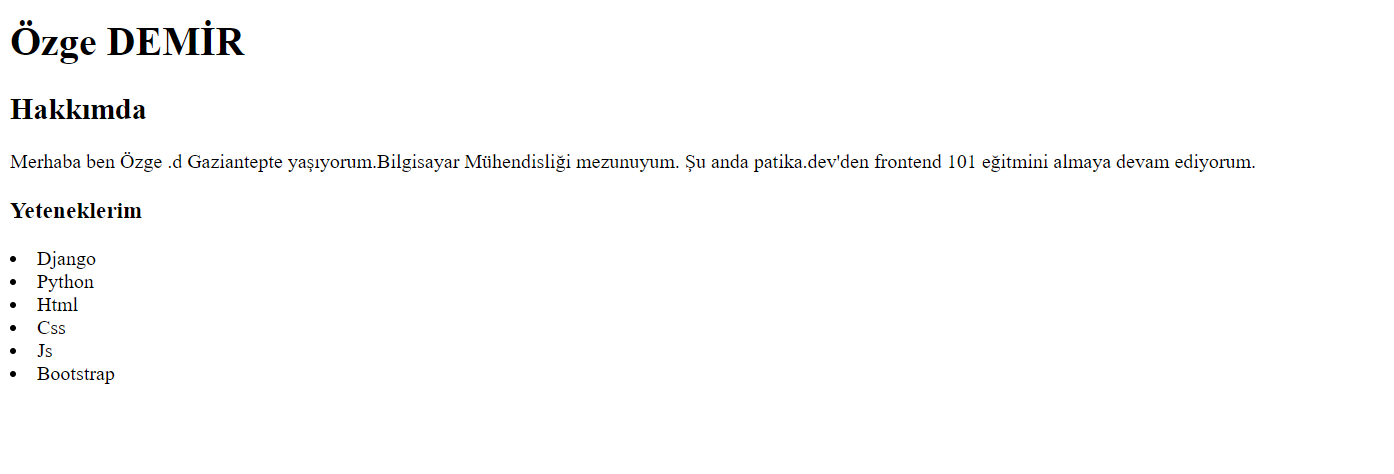 Özge DEMİR
Hakkımda
Merhaba ben Özge .d Gaziantepte yaşıyorum.Bilgisayar Mühendisliği mezunuyum. Şu anda patika.dev'den frontend 101 eğitmini almaya devam ediyorum.
Yeteneklerim
• Django
• Python
• Html
• Css
• Js
• Bootstrap